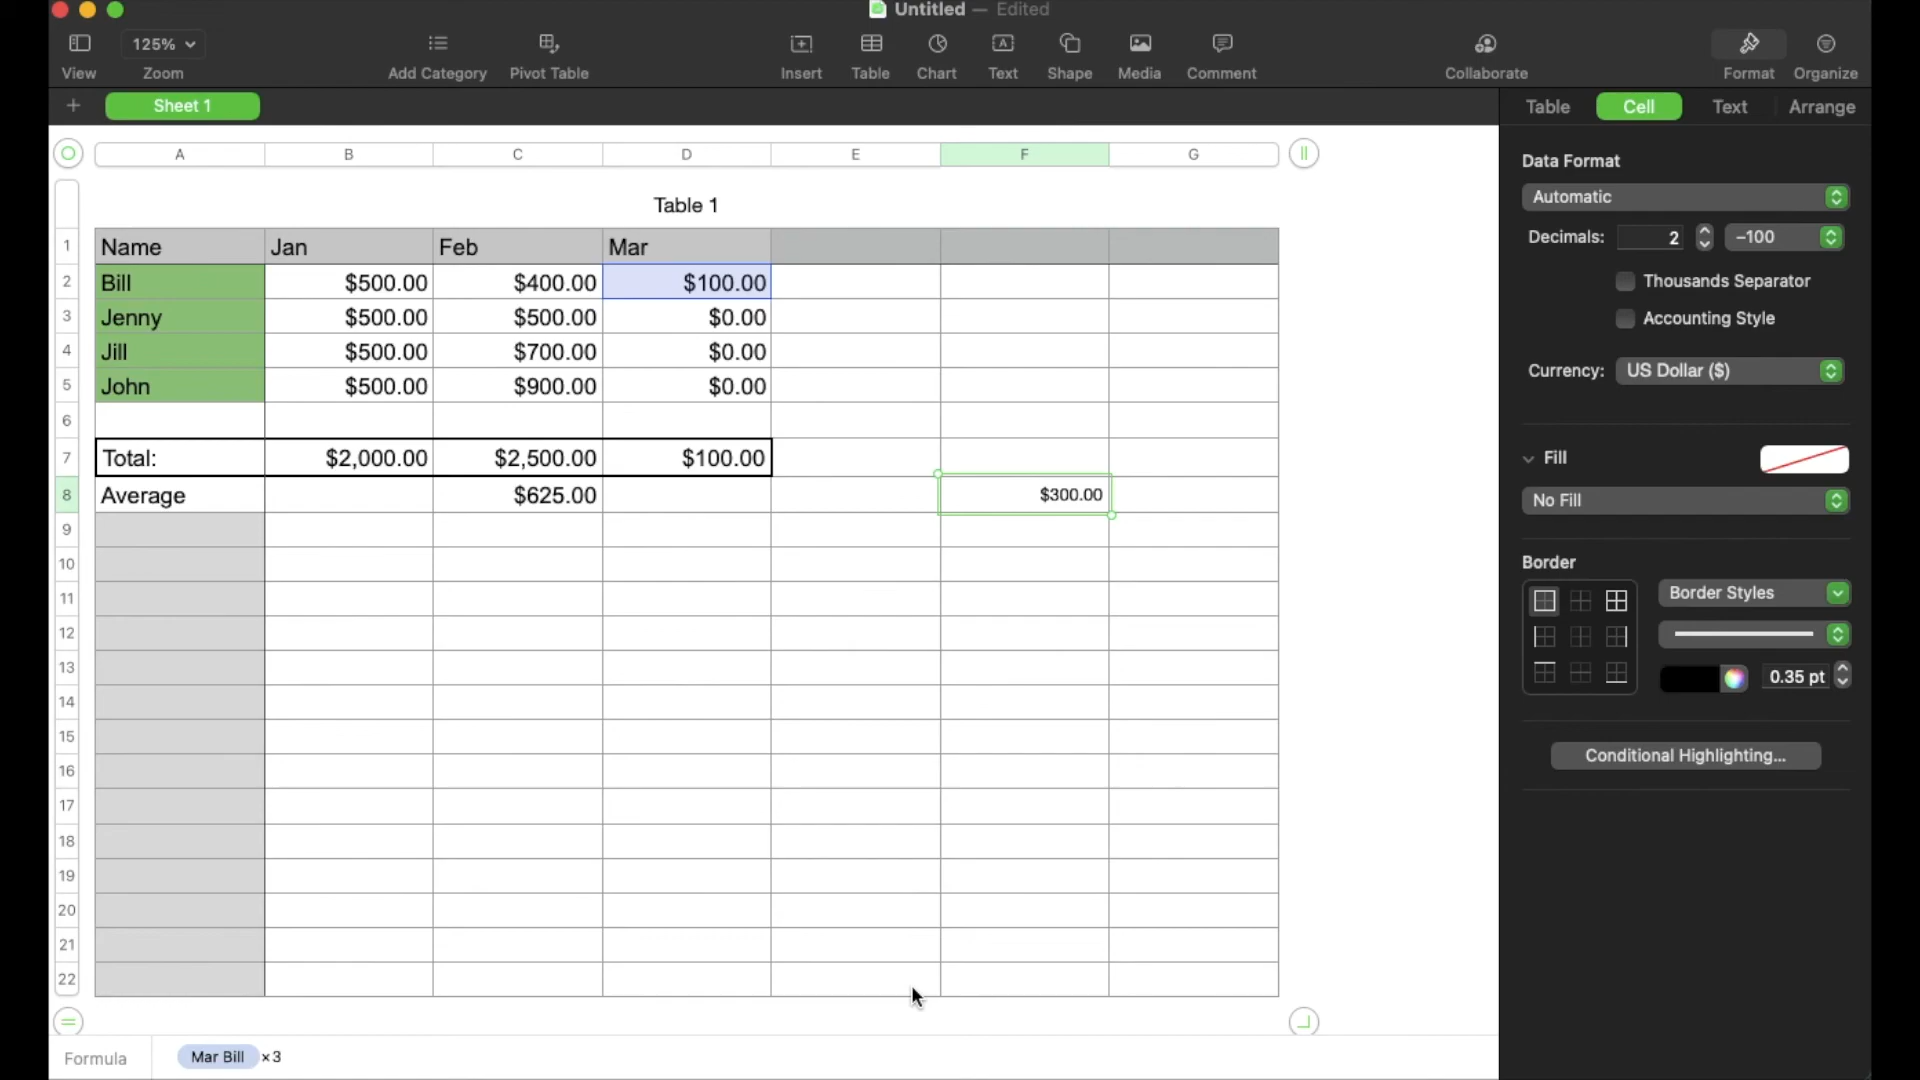 Untitled — Edited
125%
View Zoom Add Category Pivot Table Insert Table Chart Text Shape Media Comment Collaborate Format Organize
+ Sheet 1
Table Cell Text Arrange
A B C D E F G
Table 1
1 Name Jan Feb Mar
2 Bill $500.00 $400.00 $100.00
3 Jenny $500.00 $500.00 $0.00
4 Jill $500.00 $700.00 $0.00
5 John $500.00 $900.00 $0.00
6
7 Total: $2,000.00 $2,500.00 $100.00
8 Average $625.00 $300.00
9
10
11
12
13
14
15
16
17
18
19
20
21
22
Formula Mar Bill ×3
Data Format
Automatic
Decimals: 2 –100
Thousands Separator
Accounting Style
Currency: US Dollar ($)
Fill
No Fill
Border
Border Styles
0.35 pt
Conditional Highlighting...